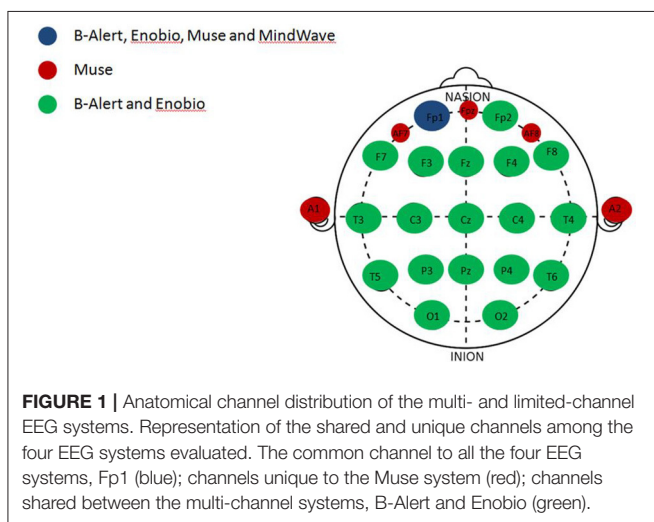 B-Alert, Enobio, Muse and MindWave
Muse
B-Alert and Enobio
NASION
Fp1 Fpz Fp2
AF7 AF8
F7 F3 Fz F4 F8
A1 T3 C3 Cz C4 T4 A2
T5 P3 Pz P4 T6
O1 O2
INION
FIGURE 1 | Anatomical channel distribution of the multi- and limited-channel
EEG systems. Representation of the shared and unique channels among the
four EEG systems evaluated. The common channel to all the four EEG
systems, Fp1 (blue); channels unique to the Muse system (red); channels
shared between the multi-channel systems, B-Alert and Enobio (green).